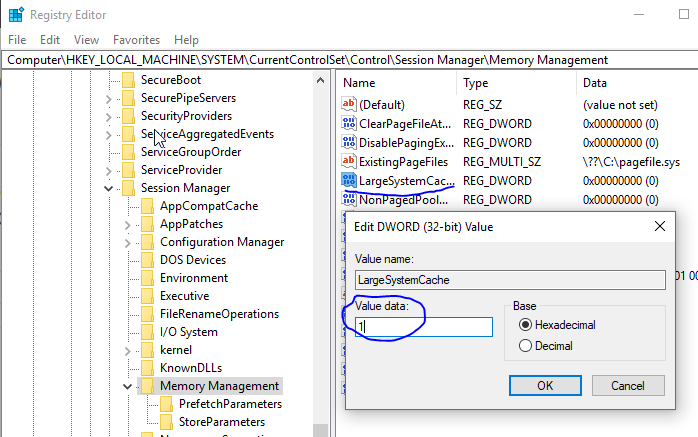 Registry Editor
File Edit View Favorites Help
Computer\HKEY_LOCAL_MACHINE\SYSTEM\CurrentControlSet\Control\Session Manager\Memory Management
SecureBoot
SecurePipeServers
SecurityProviders
ServiceAggregatedEvents
ServiceGroupOrder
ServiceProvider
Session Manager
AppCompatCache
AppPatches
Configuration Manager
DOS Devices
Environment
Executive
FileRenameOperations
I/O System
kernel
KnownDLLs
Memory Management
PrefetchParameters
StoreParameters
Name Type Data
(Default) REG_SZ (value not set)
ClearPageFileAt... REG_DWORD 0x00000000 (0)
DisablePagingEx... REG_DWORD 0x00000000 (0)
ExistingPageFiles REG_MULTI_SZ \??\C:\pagefile.sys
LargeSystemCac... REG_DWORD 0x00000000 (0)
NonPagedPool... REG_DWORD 0x00000000 (0)
Edit DWORD (32-bit) Value
Value name:
LargeSystemCache
Value data:
1
Base
Hexadecimal
Decimal
OK Cancel
01 00